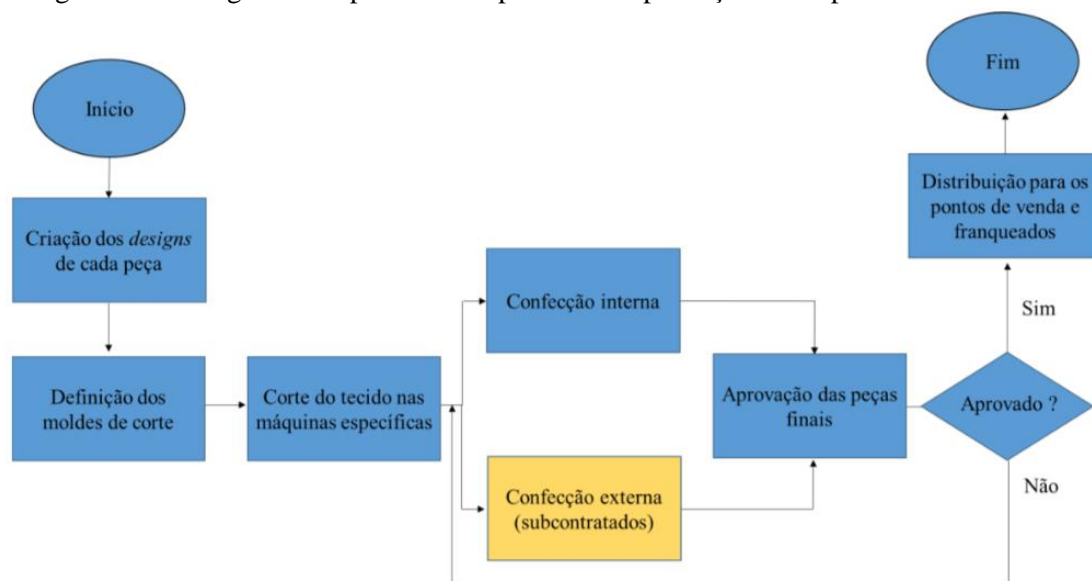 Início
Criação dos designs
de cada peça
Definição dos
moldes de corte
Corte do tecido nas
máquinas específicas
Confecção interna
Confecção externa
(subcontratados)
Aprovação das peças
finais
Aprovado ?
Sim
Não
Distribuição para os
pontos de venda e
franqueados
Fim